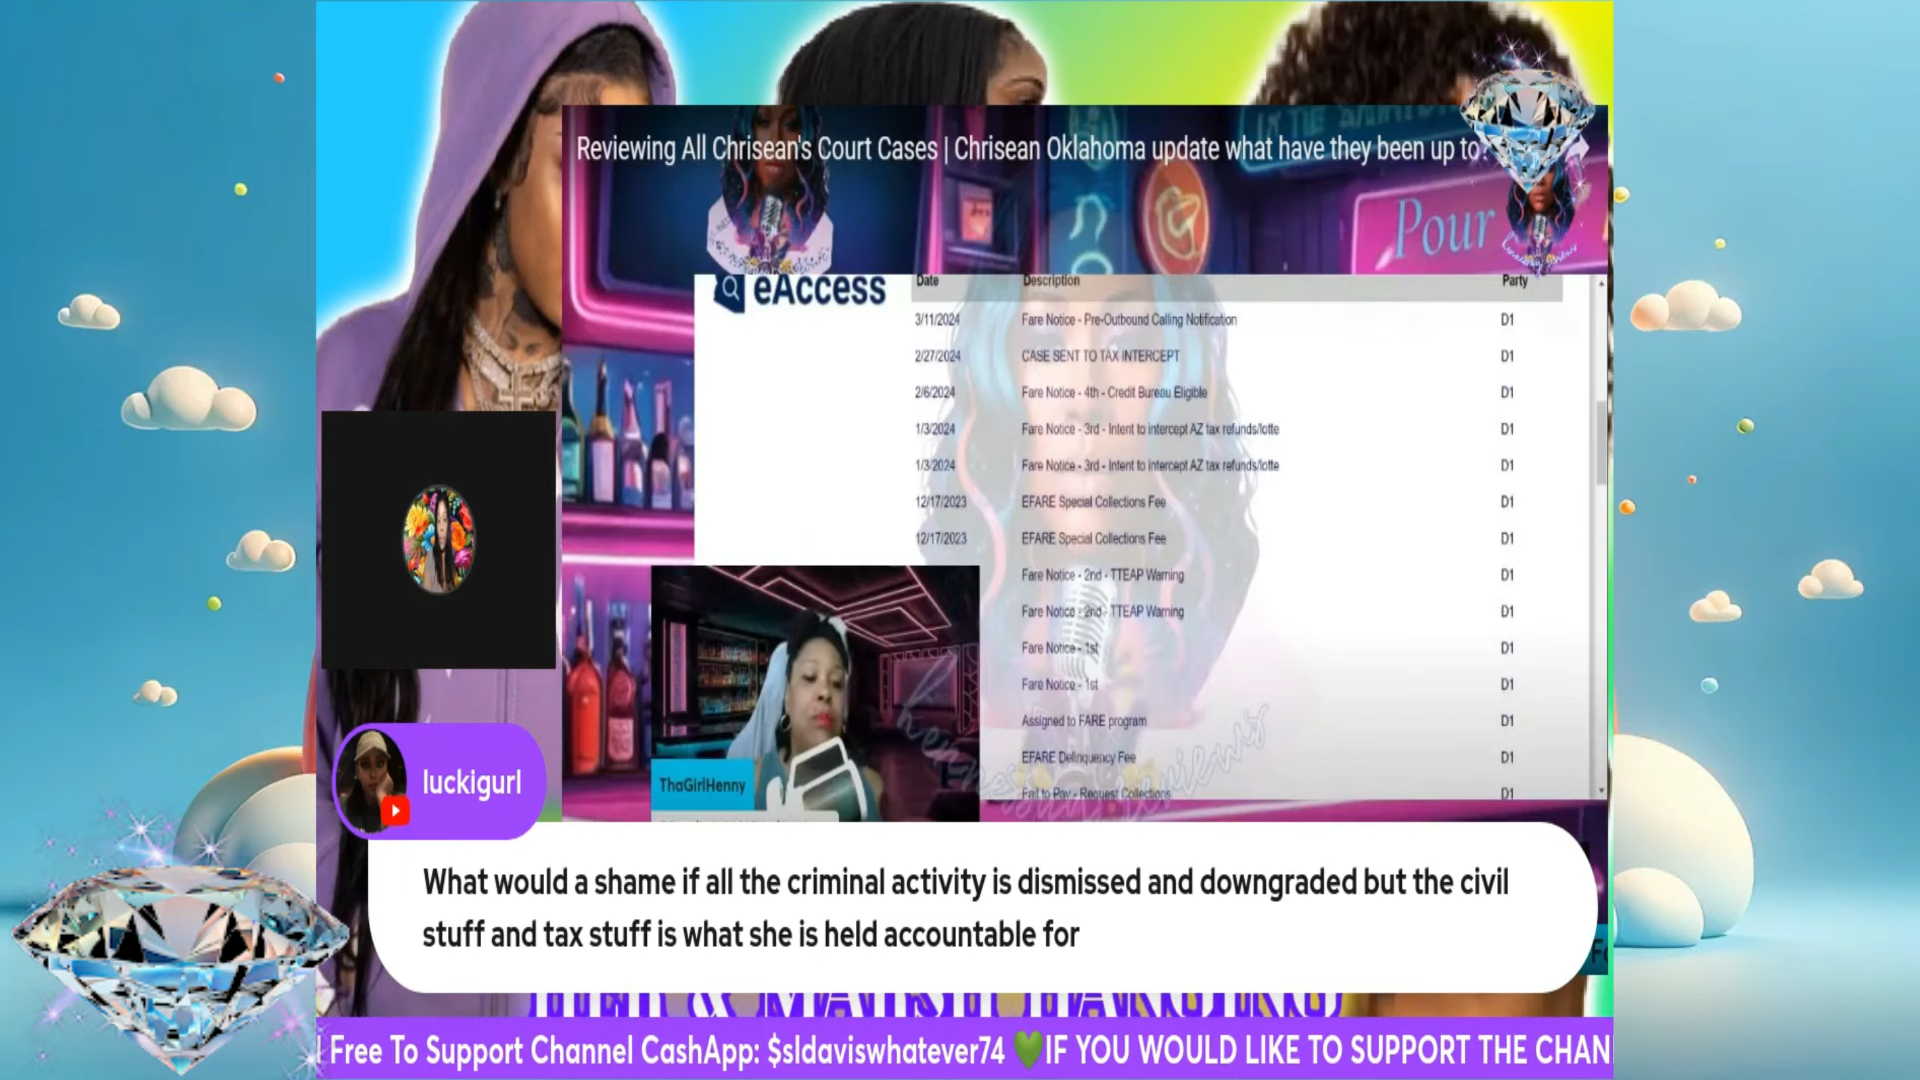 Reviewing All Chrisean's Court Cases | Chrisean Oklahoma update what have they been up to?
Pour
eAccess
Date Description Party
3/11/2024 Fare Notice - Pre-Outbound Calling Notification D1
2/27/2024 CASE SENT TO TAX INTERCEPT D1
2/6/2024 Fare Notice - 4th - Credit Bureau Eligible D1
1/3/2024 Fare Notice - 3rd - Intent to intercept AZ tax refunds/lotte D1
1/3/2024 Fare Notice - 3rd - Intent to intercept AZ tax refunds/lotte D1
12/17/2023 EFARE Special Collections Fee D1
12/17/2023 EFARE Special Collections Fee D1
Fare Notice - 2nd - TTEAP Warning D1
Fare Notice - 2nd - TTEAP Warning D1
Fare Notice - 1st D1
Fare Notice - 1st D1
Assigned to FARE program D1
EFARE Delinquency Fee D1
Fail to Pay - Request Collections D1
ThaGirlHenny
luckigurl
What would a shame if all the criminal activity is dismissed and downgraded but the civil
stuff and tax stuff is what she is held accountable for
Free To Support Channel CashApp: $sldaviswhatever74 💚IF YOU WOULD LIKE TO SUPPORT THE CHAN